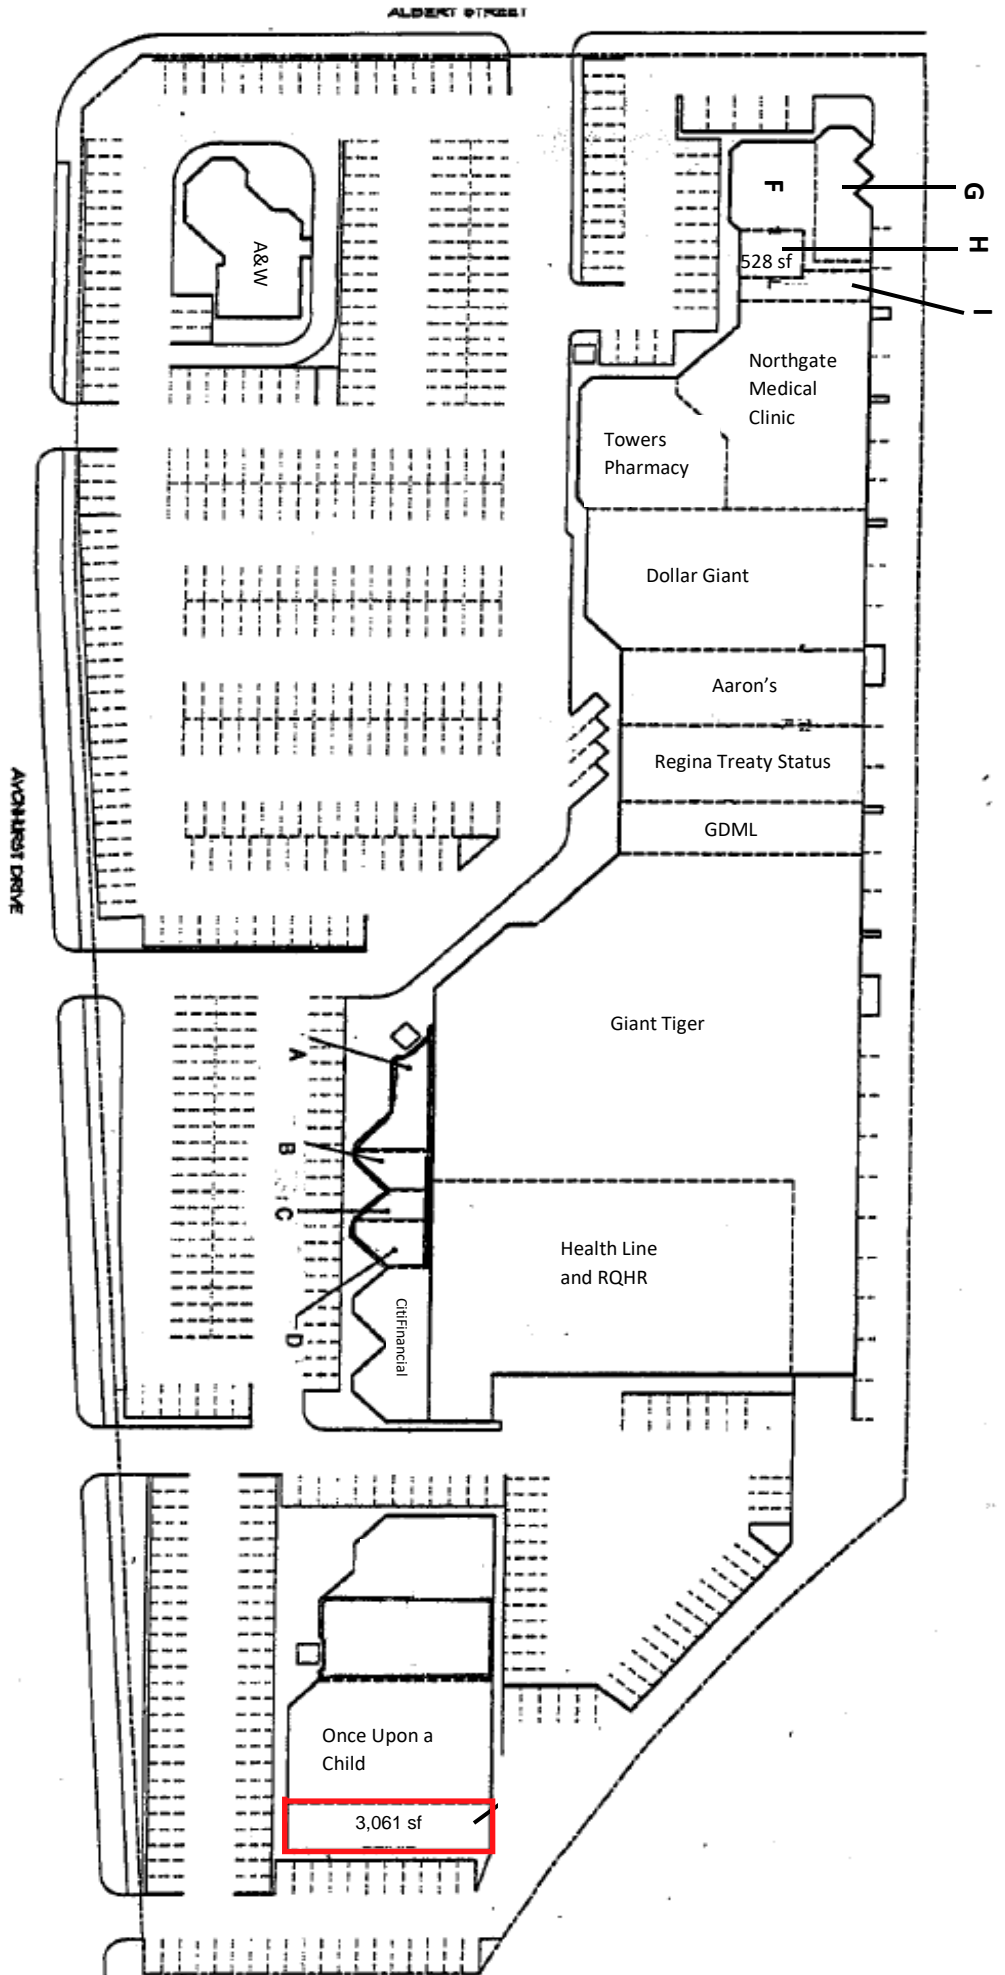 ALBERT STREET
G
F
H
528 sf
I
A&W
Northgate
Medical
Clinic
Towers
Pharmacy
Dollar Giant
Aaron's
Regina Treaty Status
GDML
AVONHURST DRIVE
Giant Tiger
A
B
C
D
Health Line
and RQHR
CitiFinancial
Once Upon a
Child
3,061 sf